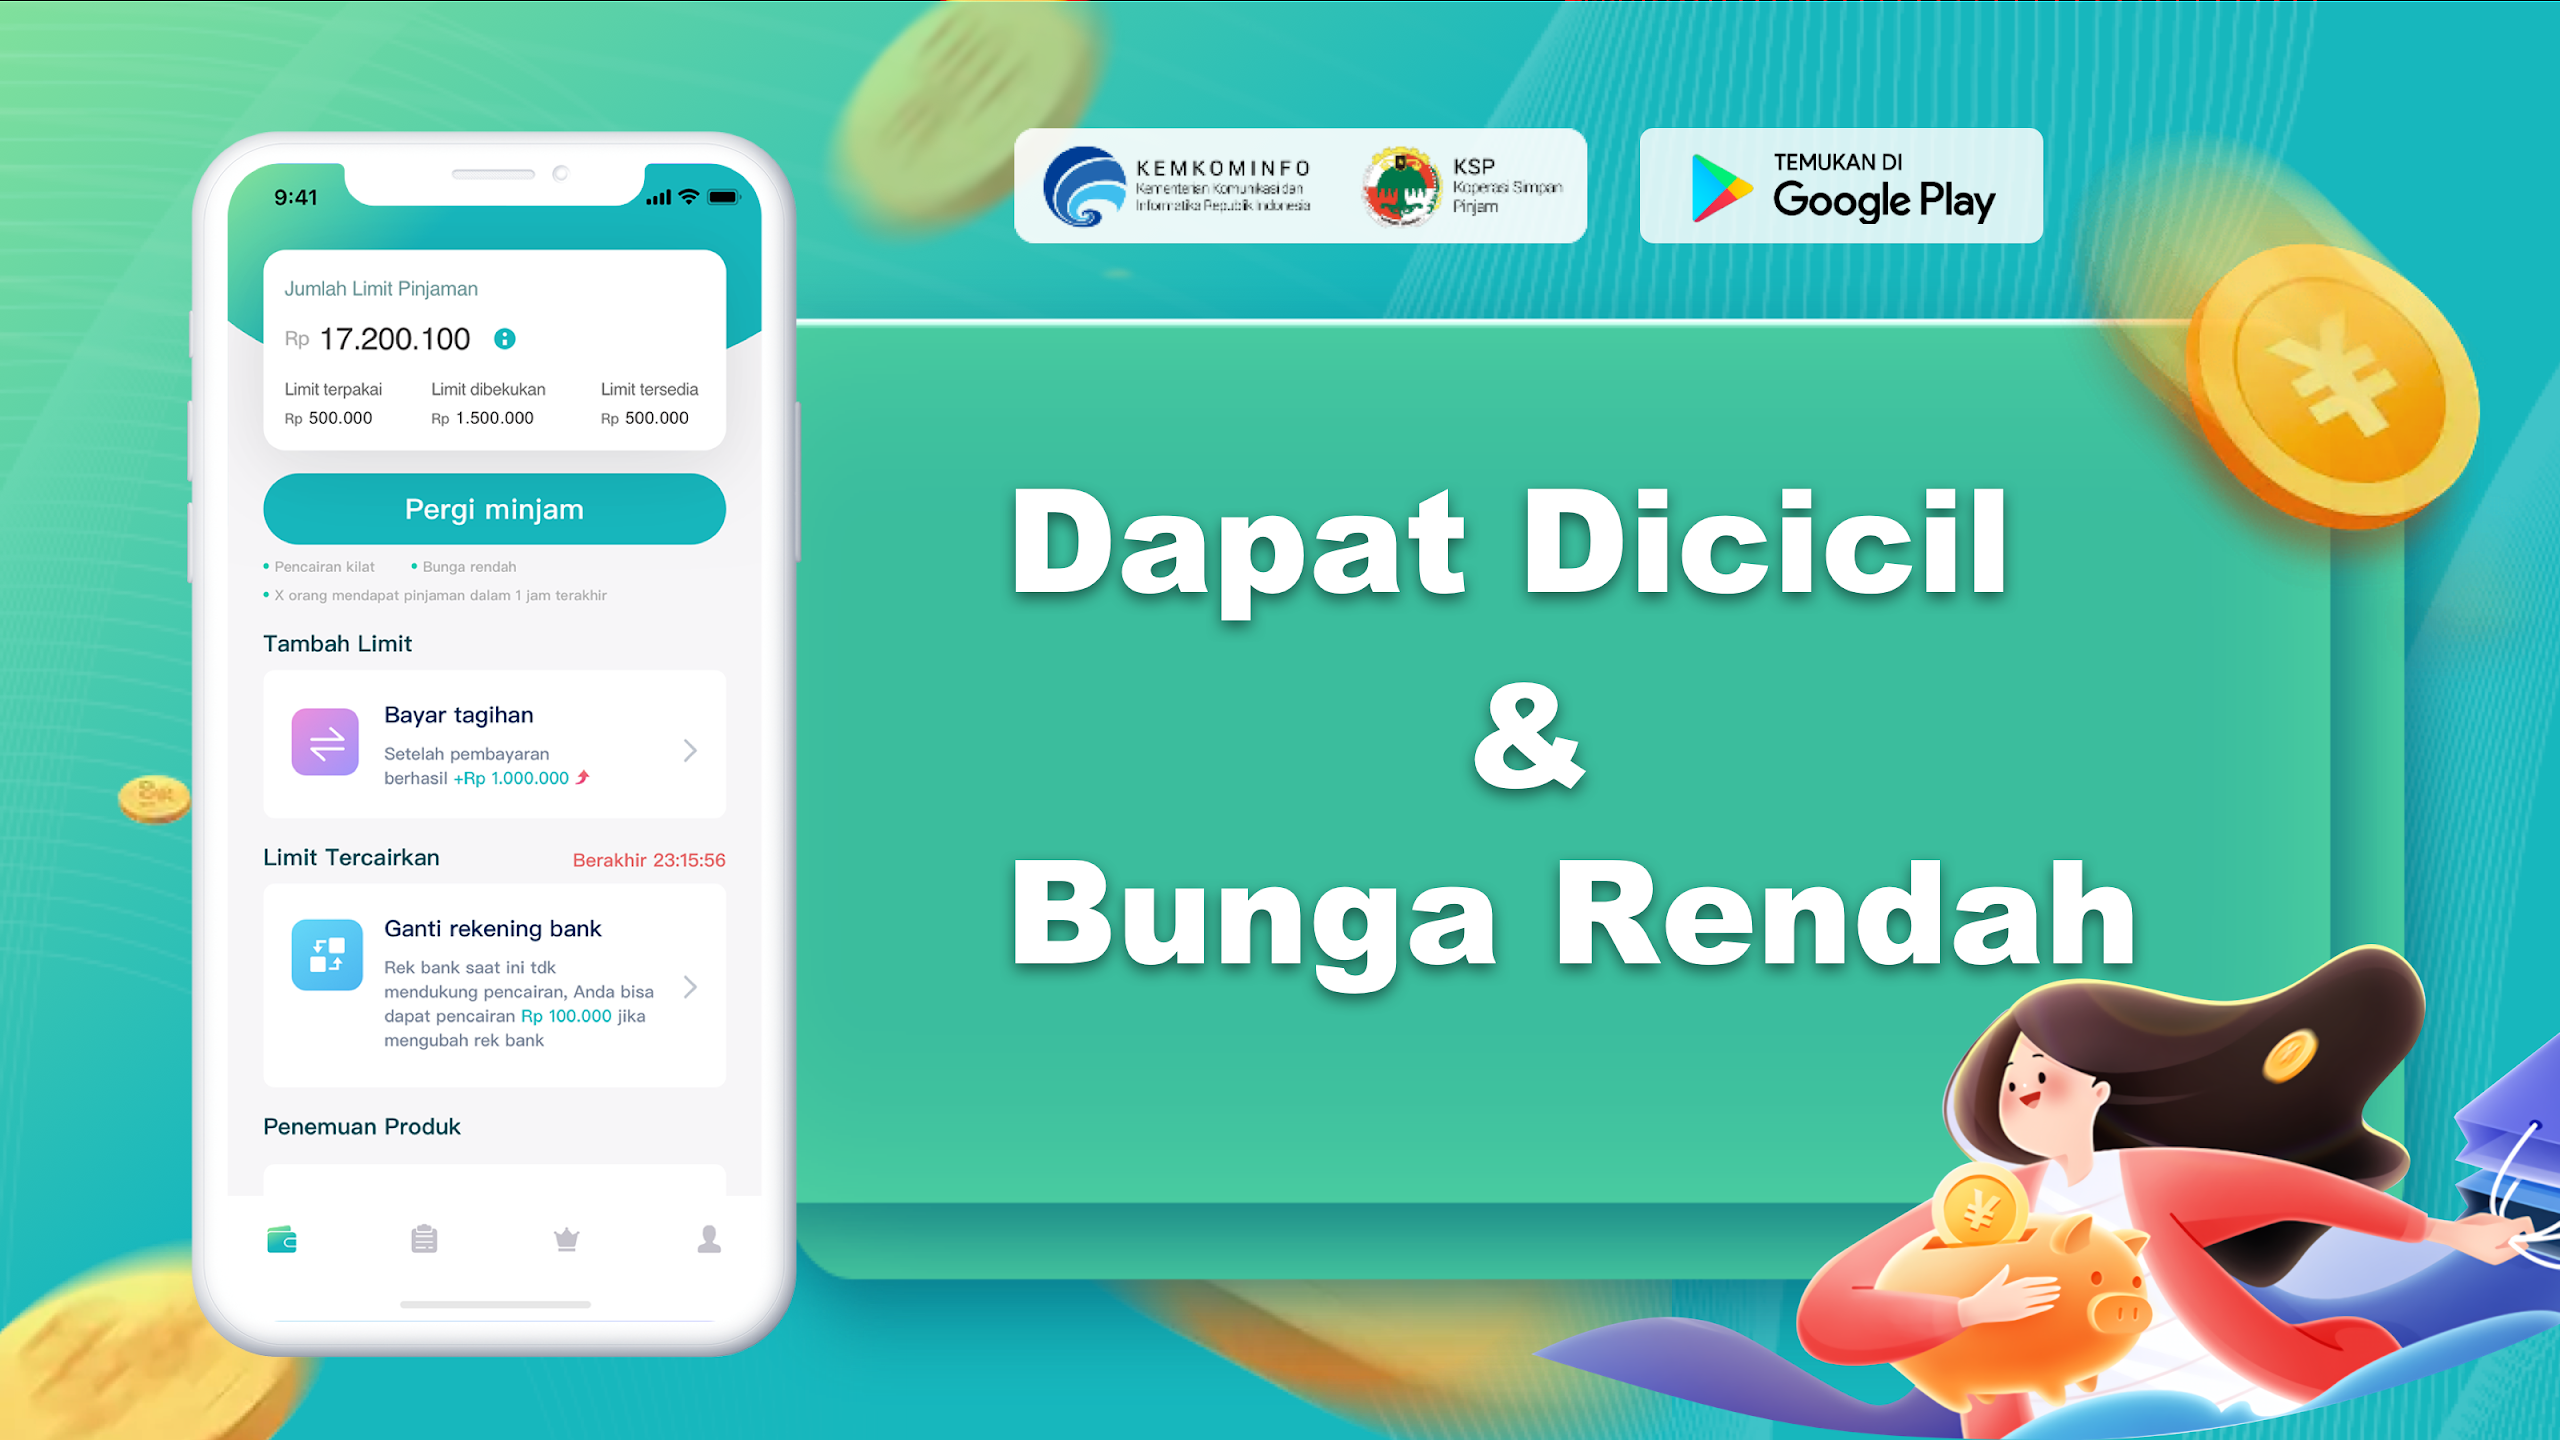 9:41
Jumlah Limit Pinjaman
Rp 17.200.100
Limit terpakai Limit dibekukan Limit tersedia
Rp 500.000 Rp 1.500.000 Rp 500.000
Pergi minjam
• Pencairan kilat • Bunga rendah
• X orang mendapat pinjaman dalam 1 jam terakhir
Tambah Limit
Bayar tagihan
Setelah pembayaran
berhasil +Rp 1.000.000
Limit Tercairkan Berakhir 23:15:56
Ganti rekening bank
Rek bank saat ini tdk
mendukung pencairan, Anda bisa
dapat pencairan Rp 100.000 jika
mengubah rek bank
Penemuan Produk
KEMKOMINFO
Kementerian Komunikasi dan
Informatika Republik Indonesia
KSP
Koperasi Simpan
Pinjam
TEMUKAN DI
Google Play
Dapat Dicicil
&
Bunga Rendah
¥
¥